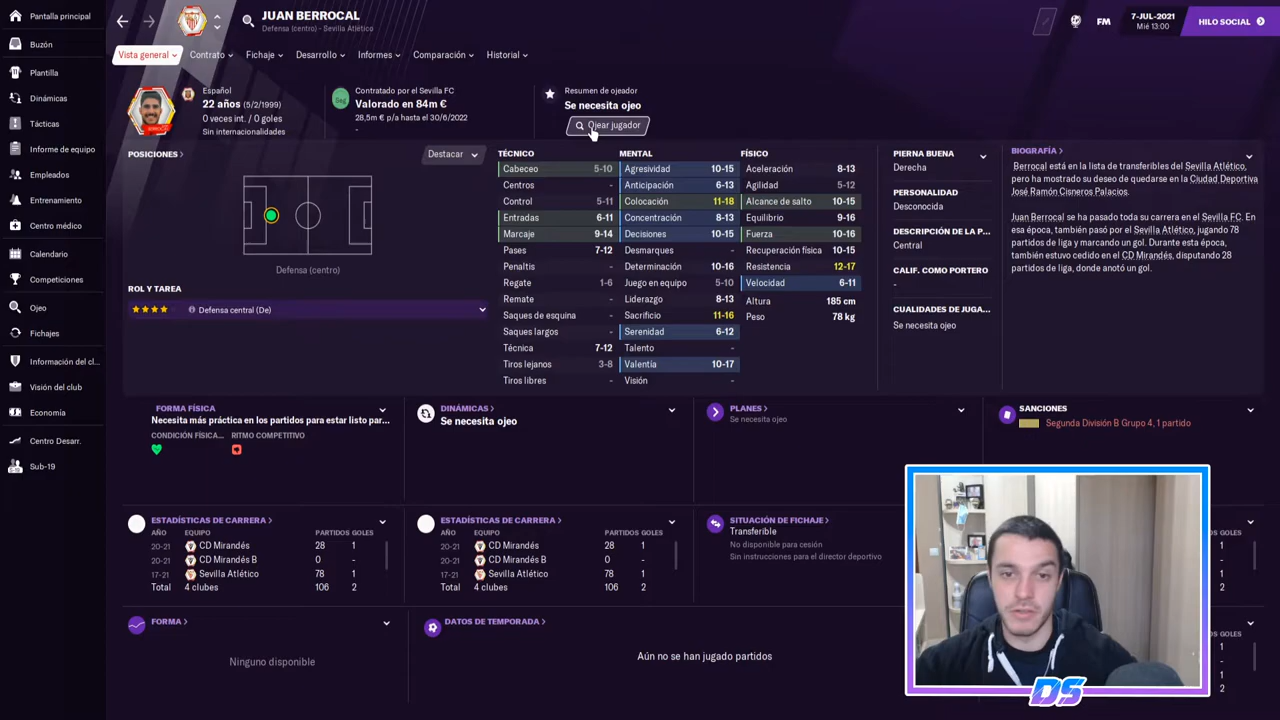 JUAN BERROCAL
Defensa (centro) - Sevilla Atlético
7-JUL-2021
Mié 13:00
FM
HILO SOCIAL
Pantalla principal
Buzón
Plantilla
Dinámicas
Tácticas
Informe de equipo
Empleados
Entrenamiento
Centro médico
Calendario
Competiciones
Ojeo
Fichajes
Información del cl...
Visión del club
Economía
Centro Desarr.
Sub-19
Vista general
Contrato
Fichaje
Desarrollo
Informes
Comparación
Historial
BERROCAL
Español
22 años (5/2/1999)
0 veces int. / 0 goles
Sin internacionalidades
Seg
Contratado por el Sevilla FC
Valorado en 84m €
28,5m € p/a hasta el 30/6/2022
-
Resumen de ojeador
Se necesita ojeo
Ojear jugador
POSICIONES
Destacar
Defensa (centro)
ROL Y TAREA
Defensa central (De)
TÉCNICO
Cabeceo 5-10
Centros -
Control 5-11
Entradas 6-11
Marcaje 9-14
Pases 7-12
Penaltis -
Regate 1-6
Remate -
Saques de esquina -
Saques largos -
Técnica 7-12
Tiros lejanos 3-8
Tiros libres -
MENTAL
Agresividad 10-15
Anticipación 6-13
Colocación 11-18
Concentración 8-13
Decisiones 10-15
Desmarques -
Determinación 10-16
Juego en equipo 5-10
Liderazgo 8-13
Sacrificio 11-16
Serenidad 6-12
Talento -
Valentía 10-17
Visión -
FÍSICO
Aceleración 8-13
Agilidad 5-12
Alcance de salto 10-15
Equilibrio 9-16
Fuerza 10-16
Recuperación física 10-15
Resistencia 12-17
Velocidad 6-11
Altura 185 cm
Peso 78 kg
PIERNA BUENA
Derecha
PERSONALIDAD
Desconocida
DESCRIPCIÓN DE LA P...
Central
CALIF. COMO PORTERO
-
CUALIDADES DE JUGA...
Se necesita ojeo
BIOGRAFÍA
Berrocal está en la lista de transferibles del Sevilla Atlético,
pero ha mostrado su deseo de quedarse en la Ciudad Deportiva
José Ramón Cisneros Palacios.
Juan Berrocal se ha pasado toda su carrera en el Sevilla FC. En
esa época, también pasó por el Sevilla Atlético, jugando 78
partidos de liga y marcando un gol. Durante esta época,
también estuvo cedido en el CD Mirandés, disputando 28
partidos de liga, donde anotó un gol.
FORMA FÍSICA
Necesita más práctica en los partidos para estar listo par...
CONDICIÓN FÍSICA... RITMO COMPETITIVO
DINÁMICAS
Se necesita ojeo
PLANES
Se necesita ojeo
SANCIONES
Segunda División B Grupo 4, 1 partido
ESTADÍSTICAS DE CARRERA
AÑO EQUIPO PARTIDOS GOLES
20-21 CD Mirandés 28 1
20-21 CD Mirandés B 0 -
17-21 Sevilla Atlético 78 1
Total 4 clubes 106 2
ESTADÍSTICAS DE CARRERA
AÑO EQUIPO PARTIDOS GOLES
20-21 CD Mirandés 28 1
20-21 CD Mirandés B 0 -
17-21 Sevilla Atlético 78 1
Total 4 clubes 106 2
SITUACIÓN DE FICHAJE
Transferible
No disponible para cesión
Sin instrucciones para el director deportivo
FORMA
Ninguno disponible
DATOS DE TEMPORADA
Aún no se han jugado partidos
GOLES
1
-
1
2
DS